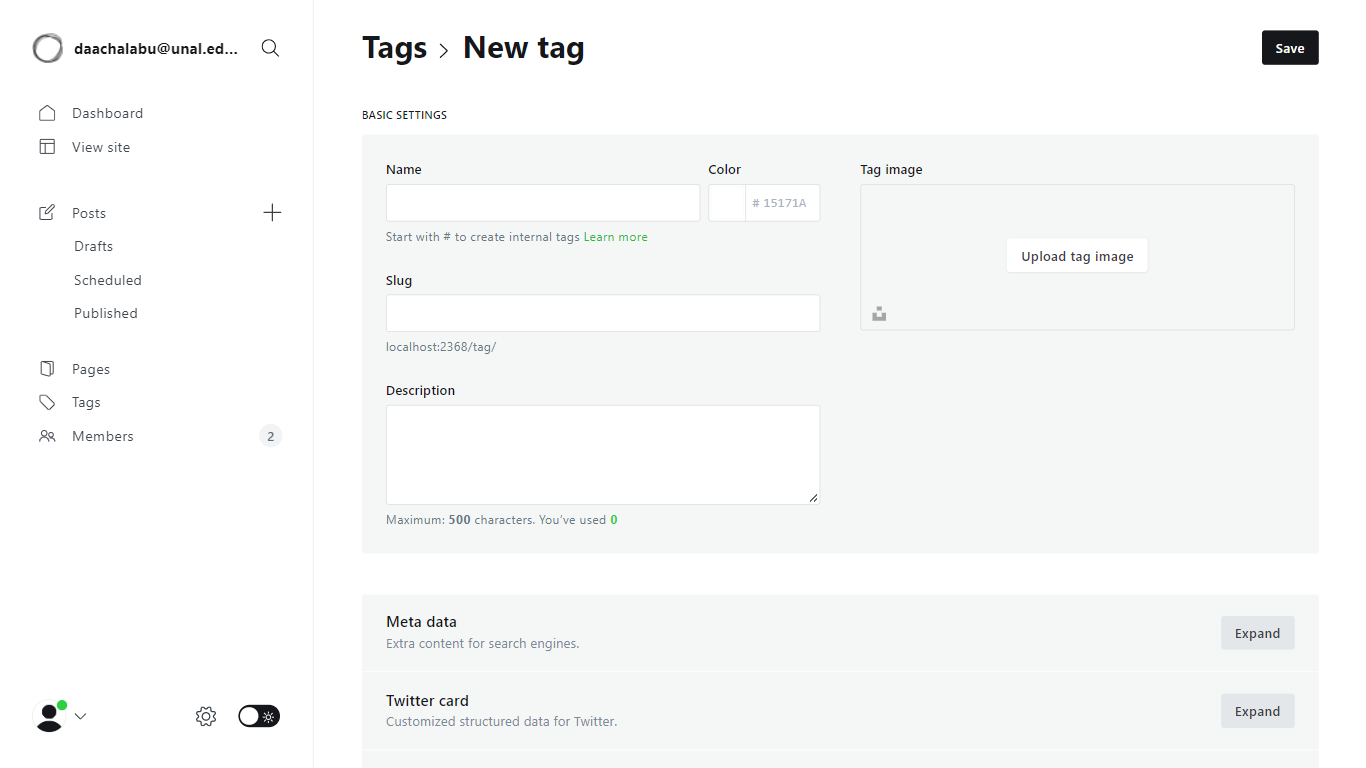 daachalabu@unal.ed...
Dashboard
View site
Posts
Drafts
Scheduled
Published
Pages
Tags
Members 2
Tags > New tag
Save
BASIC SETTINGS
Name
Color
# 15171A
Start with # to create internal tags Learn more
Slug
localhost:2368/tag/
Description
Maximum: 500 characters. You’ve used 0
Tag image
Upload tag image
Meta data
Extra content for search engines.
Expand
Twitter card
Customized structured data for Twitter.
Expand